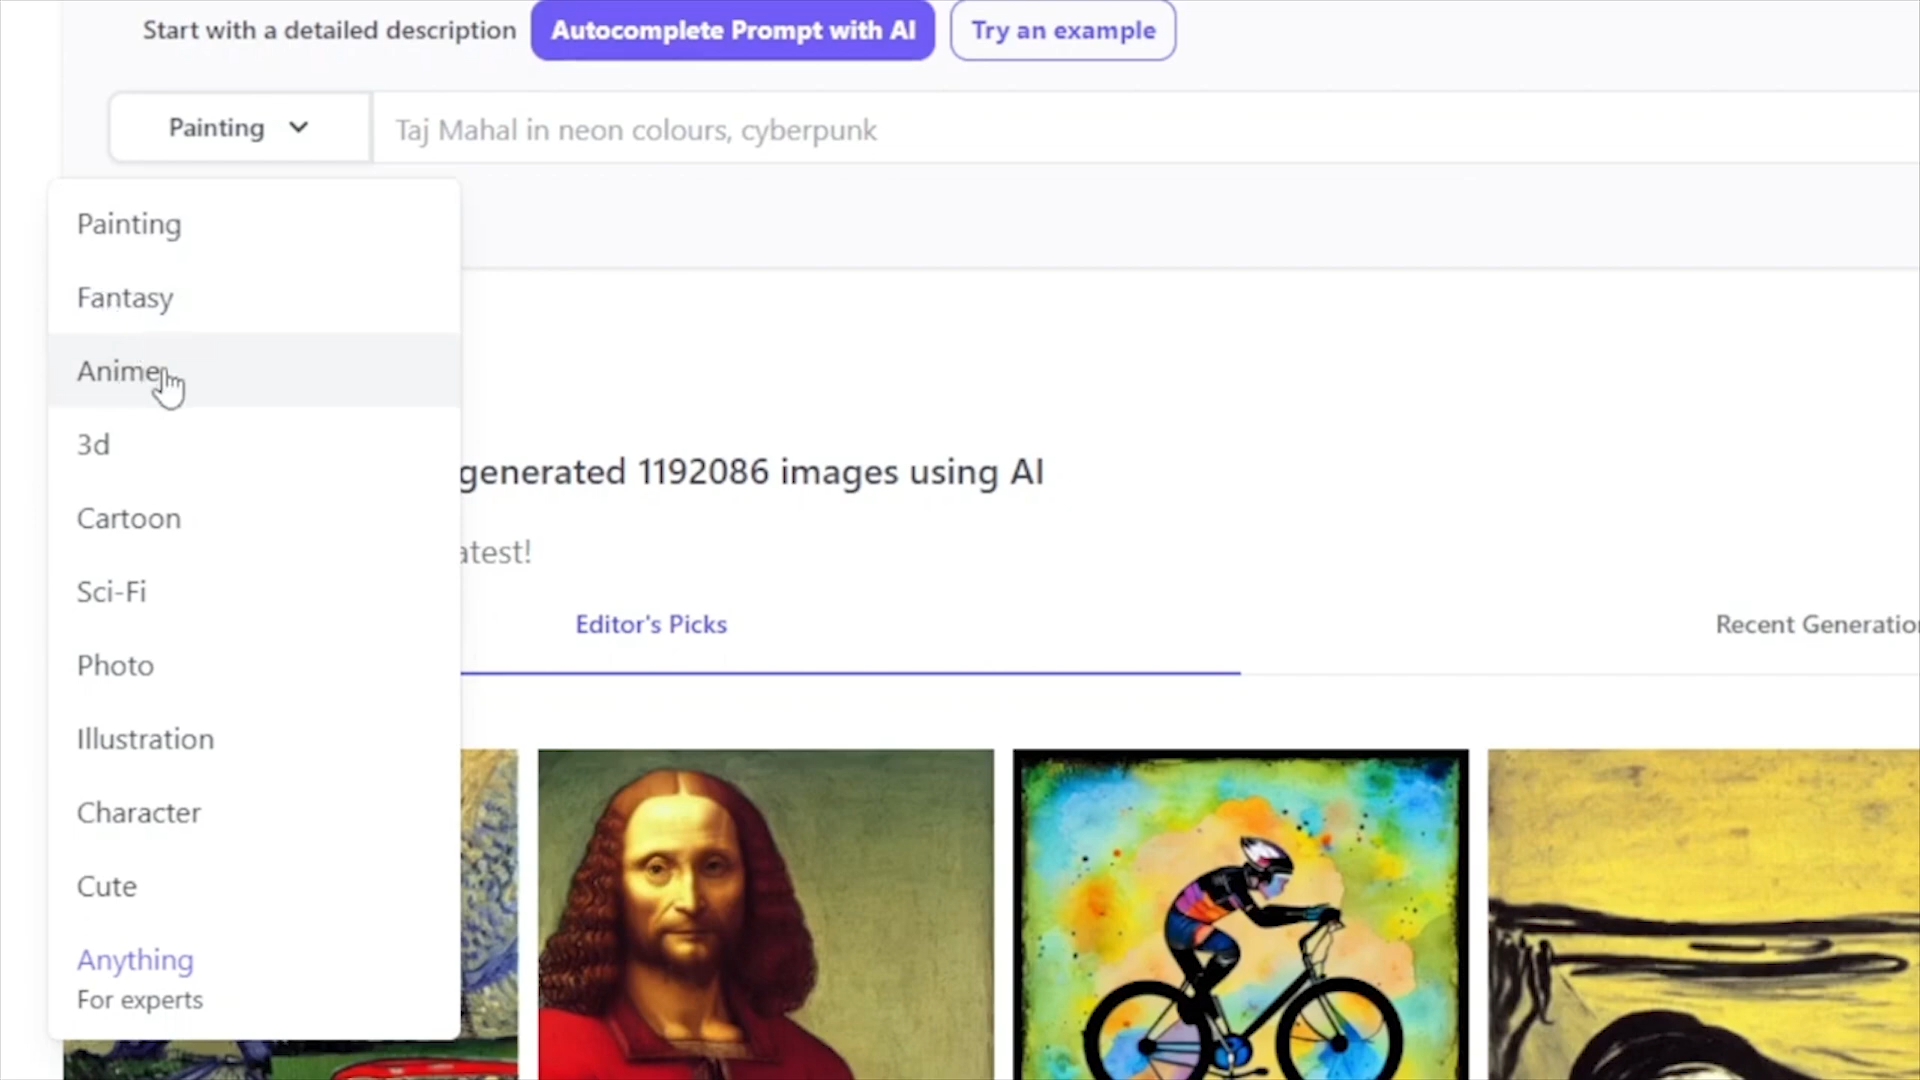 Start with a detailed description Autocomplete Prompt with AI Try an example
Painting Taj Mahal in neon colours, cyberpunk
Painting
Fantasy
Anime
3d
generated 1192086 images using AI
Cartoon
atest!
Sci-Fi
Editor's Picks Recent Generation
Photo
Illustration
Character
Cute
Anything
For experts